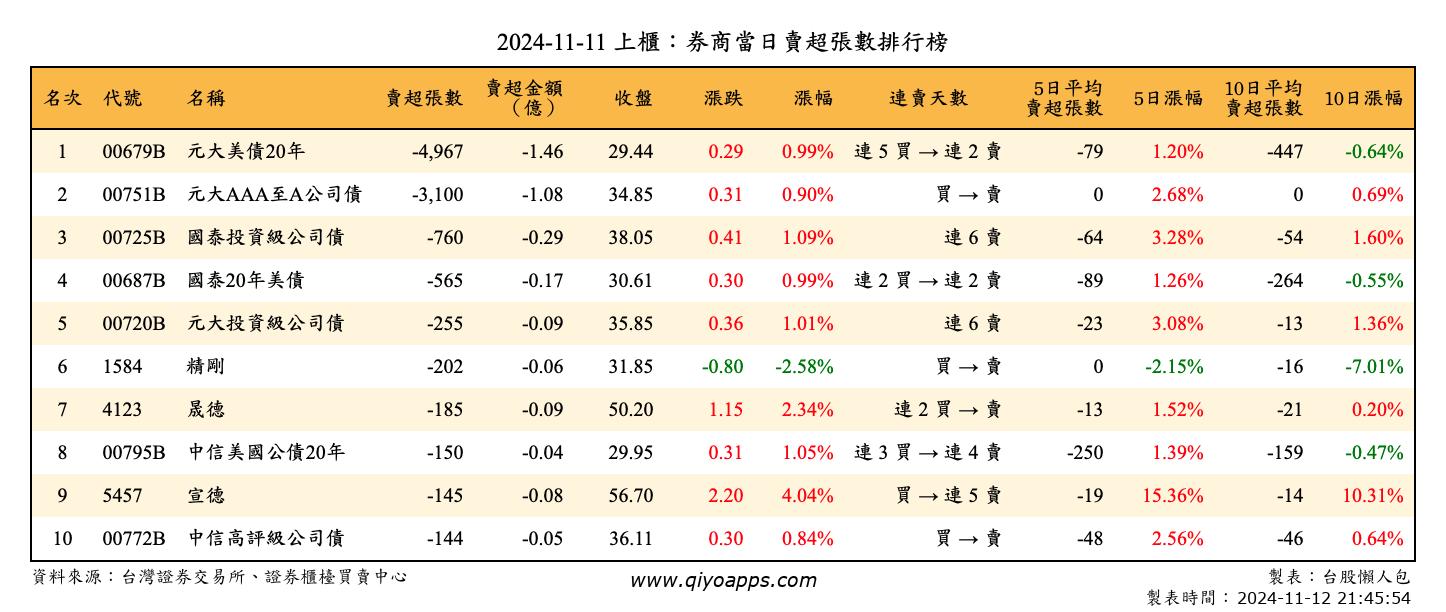 2024-11-11 上櫃：券商當日賣超張數排行榜
名次 代號 名稱 賣超張數 賣超金額（億） 收盤 漲跌 漲幅 連賣天數 5日平均賣超張數 5日漲幅 10日平均賣超張數 10日漲幅
1 00679B 元大美債20年 -4,967 -1.46 29.44 0.29 0.99% 連 5 買 → 連 2 賣 -79 1.20% -447 -0.64%
2 00751B 元大AAA至A公司債 -3,100 -1.08 34.85 0.31 0.90% 買 → 賣 0 2.68% 0 0.69%
3 00725B 國泰投資級公司債 -760 -0.29 38.05 0.41 1.09% 連 6 賣 -64 3.28% -54 1.60%
4 00687B 國泰20年美債 -565 -0.17 30.61 0.30 0.99% 連 2 買 → 連 2 賣 -89 1.26% -264 -0.55%
5 00720B 元大投資級公司債 -255 -0.09 35.85 0.36 1.01% 連 6 賣 -23 3.08% -13 1.36%
6 1584 精剛 -202 -0.06 31.85 -0.80 -2.58% 買 → 賣 0 -2.15% -16 -7.01%
7 4123 晟德 -185 -0.09 50.20 1.15 2.34% 連 2 買 → 賣 -13 1.52% -21 0.20%
8 00795B 中信美國公債20年 -150 -0.04 29.95 0.31 1.05% 連 3 買 → 連 4 賣 -250 1.39% -159 -0.47%
9 5457 宣德 -145 -0.08 56.70 2.20 4.04% 買 → 連 5 賣 -19 15.36% -14 10.31%
10 00772B 中信高評級公司債 -144 -0.05 36.11 0.30 0.84% 買 → 賣 -48 2.56% -46 0.64%
資料來源：台灣證券交易所、證券櫃檯買賣中心 www.qiyoapps.com 製表：台股懶人包
製表時間： 2024-11-12 21:45:54